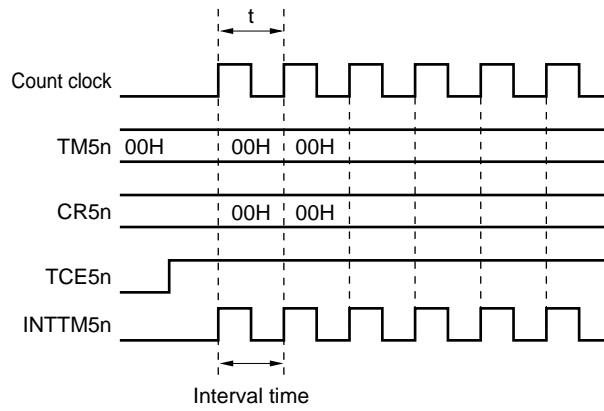 t
Count clock
TM5n 00H 00H 00H
CR5n 00H 00H
TCE5n
INTTM5n
Interval time